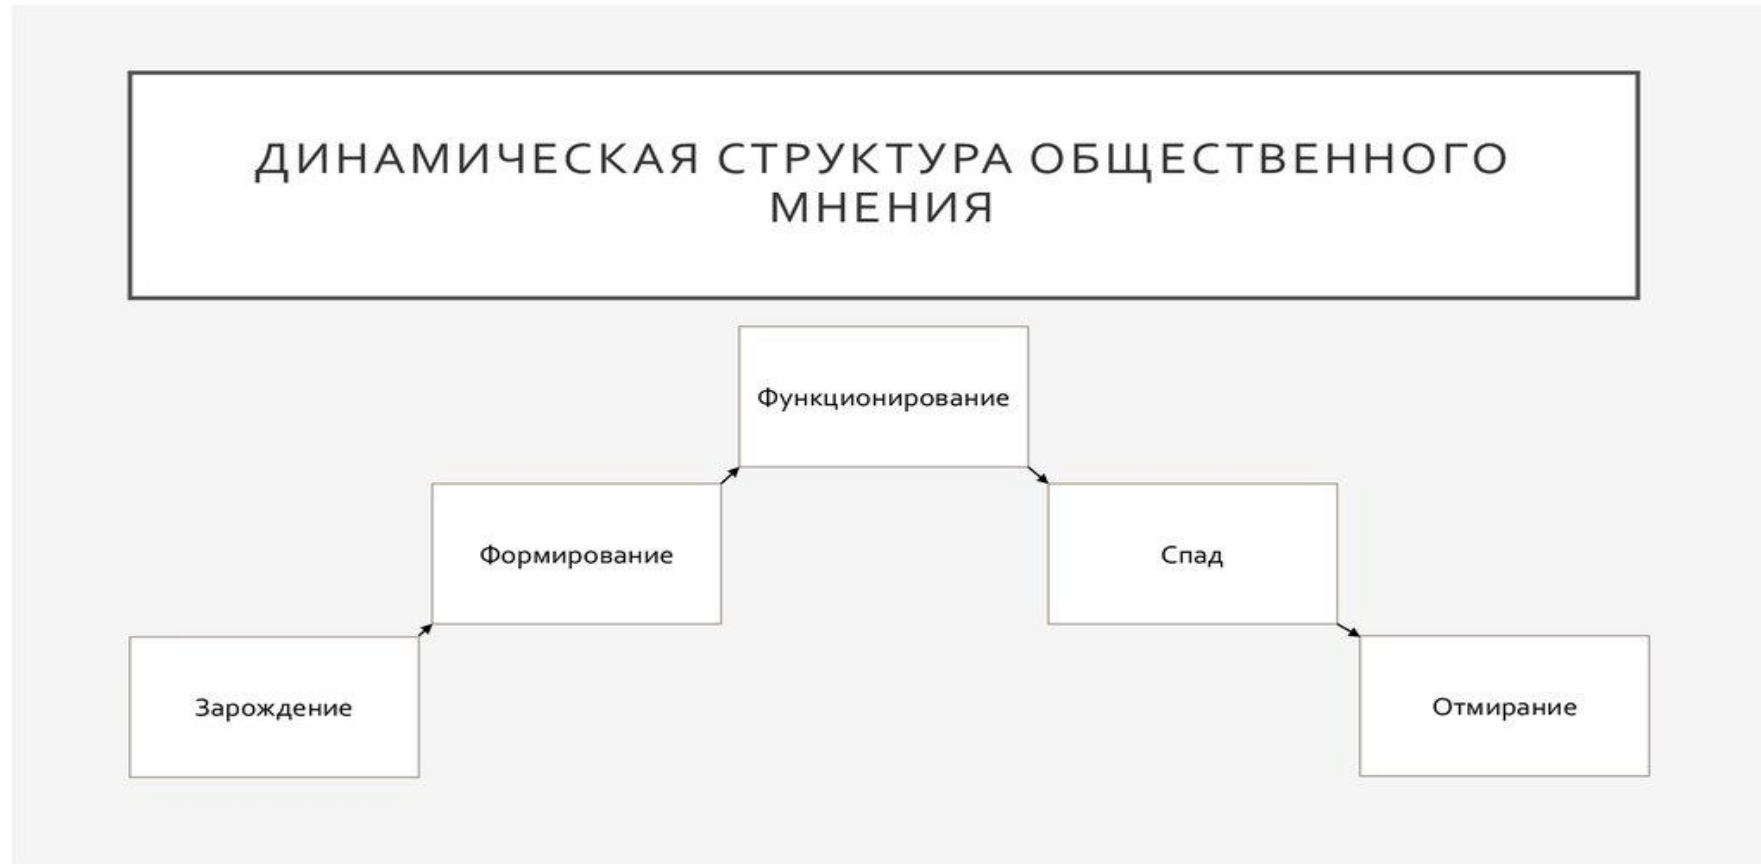 ДИНАМИЧЕСКАЯ СТРУКТУРА ОБЩЕСТВЕННОГО
МНЕНИЯ
Зарождение
Формирование
Функционирование
Спад
Отмирание